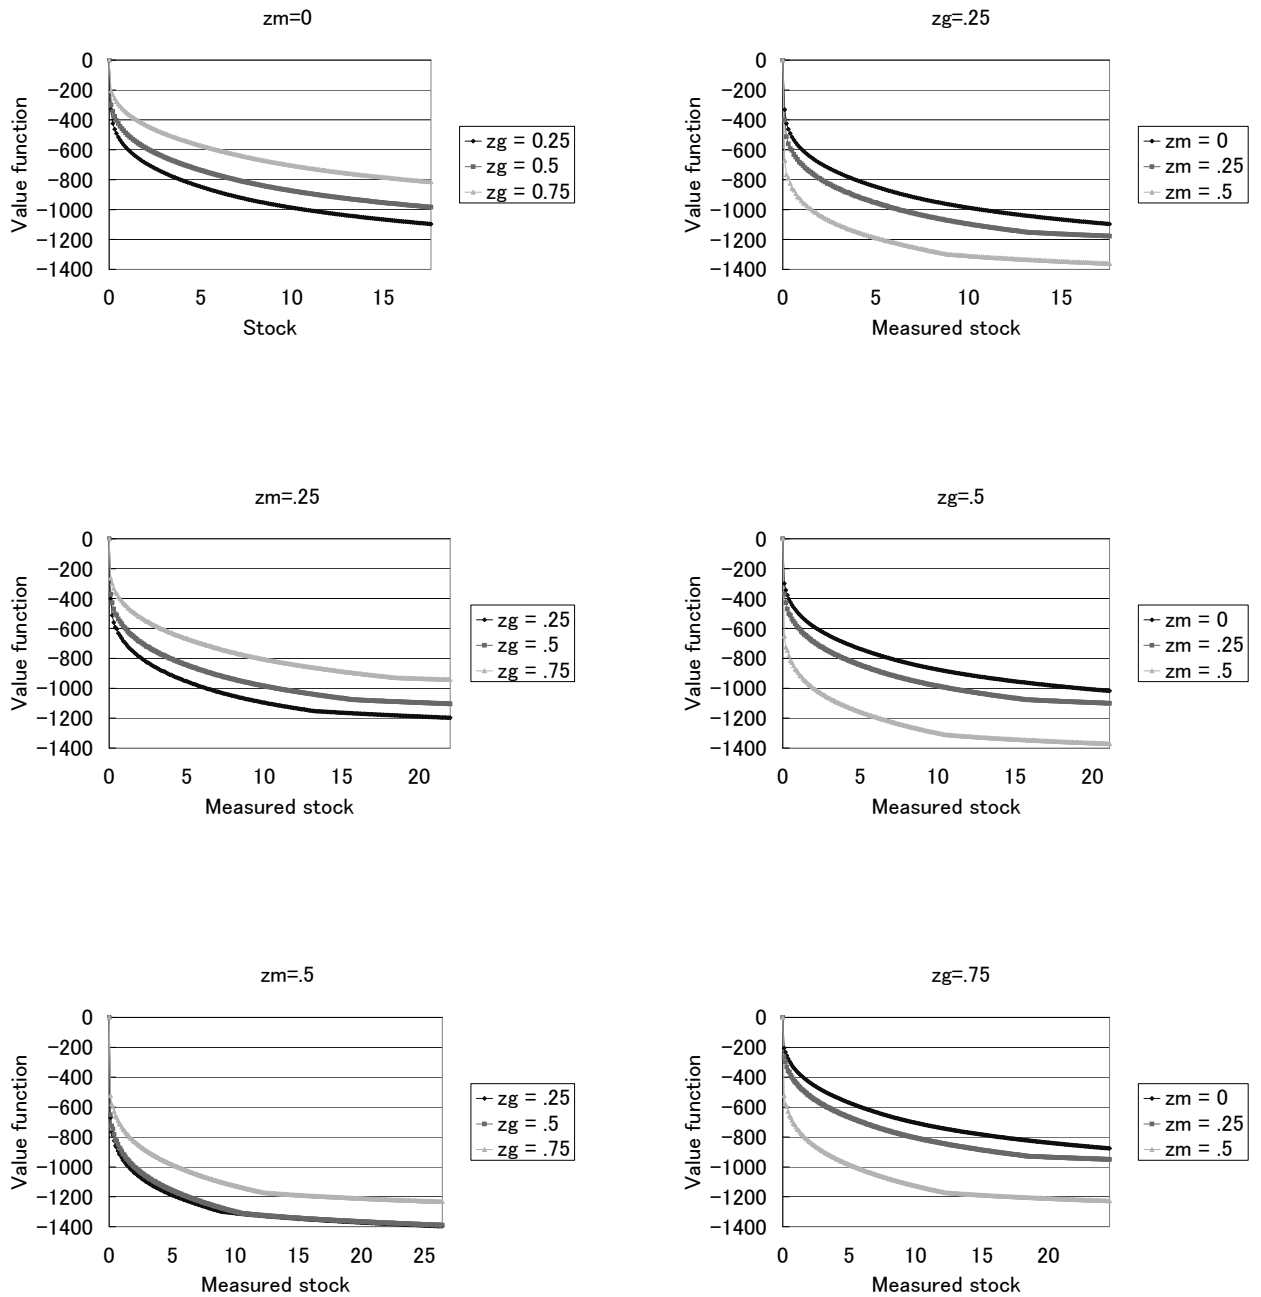 zm=0
0
-200
-400
-600
-800
-1000
-1200
-1400
Value function
0 5 10 15
Stock
zg = 0.25
zg = 0.5
zg = 0.75
zg=.25
0
-200
-400
-600
-800
-1000
-1200
-1400
Value function
0 5 10 15
Measured stock
zm = 0
zm = .25
zm = .5
zm=.25
0
-200
-400
-600
-800
-1000
-1200
-1400
Value function
0 5 10 15 20
Measured stock
zg = .25
zg = .5
zg = .75
zg=.5
0
-200
-400
-600
-800
-1000
-1200
-1400
Value function
0 5 10 15 20
Measured stock
zm = 0
zm = .25
zm = .5
zm=.5
0
-200
-400
-600
-800
-1000
-1200
-1400
Value function
0 5 10 15 20 25
Measured stock
zg = .25
zg = .5
zg = .75
zg=.75
0
-200
-400
-600
-800
-1000
-1200
-1400
Value function
0 5 10 15 20
Measured stock
zm = 0
zm = .25
zm = .5